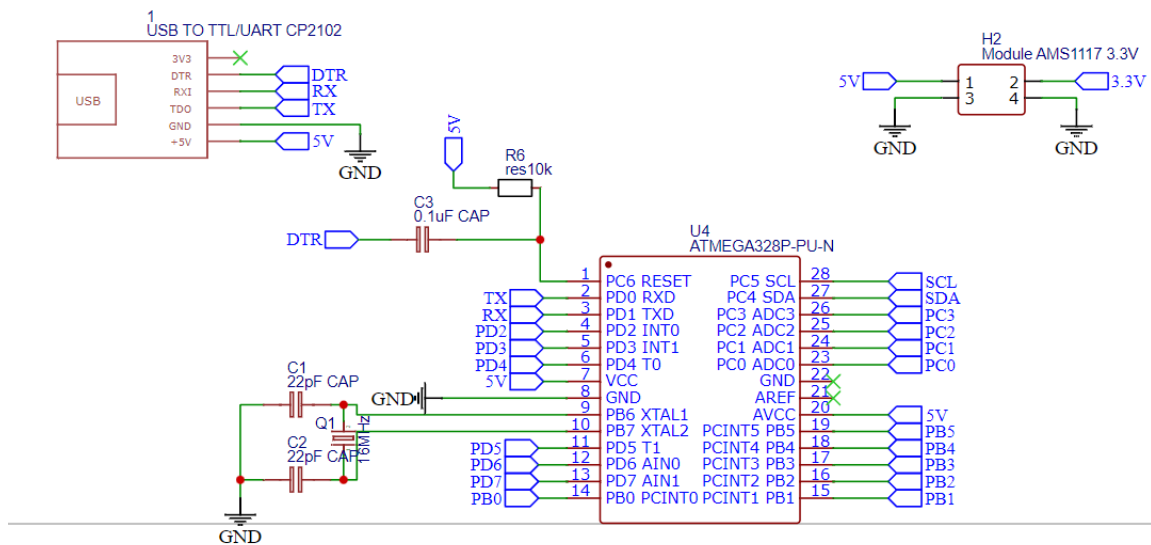 1
USB TO TTL/UART CP2102
3V3
DTR
DTR
RXI
RX
USB
TDO
TX
GND
+5V
5V
GND
H2
Module AMS1117 3.3V
5V
1
2
3.3V
3
4
GND
GND
5V
R6
res10k
C3
0.1uF CAP
DTR
U4
ATMEGA328P-PU-N
1 PC6 RESET PC5 SCL 28 SCL
TX 2 PD0 RXD PC4 SDA 27 SDA
RX 3 PD1 TXD PC3 ADC3 26 PC3
PD2 4 PD2 INT0 PC2 ADC2 25 PC2
PD3 5 PD3 INT1 PC1 ADC1 24 PC1
PD4 6 PD4 T0 PC0 ADC0 23 PC0
5V 7 VCC GND 22
GND 8 GND AREF 21
9 PB6 XTAL1 AVCC 20 5V
10 PB7 XTAL2 PCINT5 PB5 19 PB5
PD5 11 PD5 T1 PCINT4 PB4 18 PB4
PD6 12 PD6 AIN0 PCINT3 PB3 17 PB3
PD7 13 PD7 AIN1 PCINT2 PB2 16 PB2
PB0 14 PB0 PCINT0 PCINT1 PB1 15 PB1
C1
22pF CAP
Q1
16MHz
C2
22pF CAP
GND